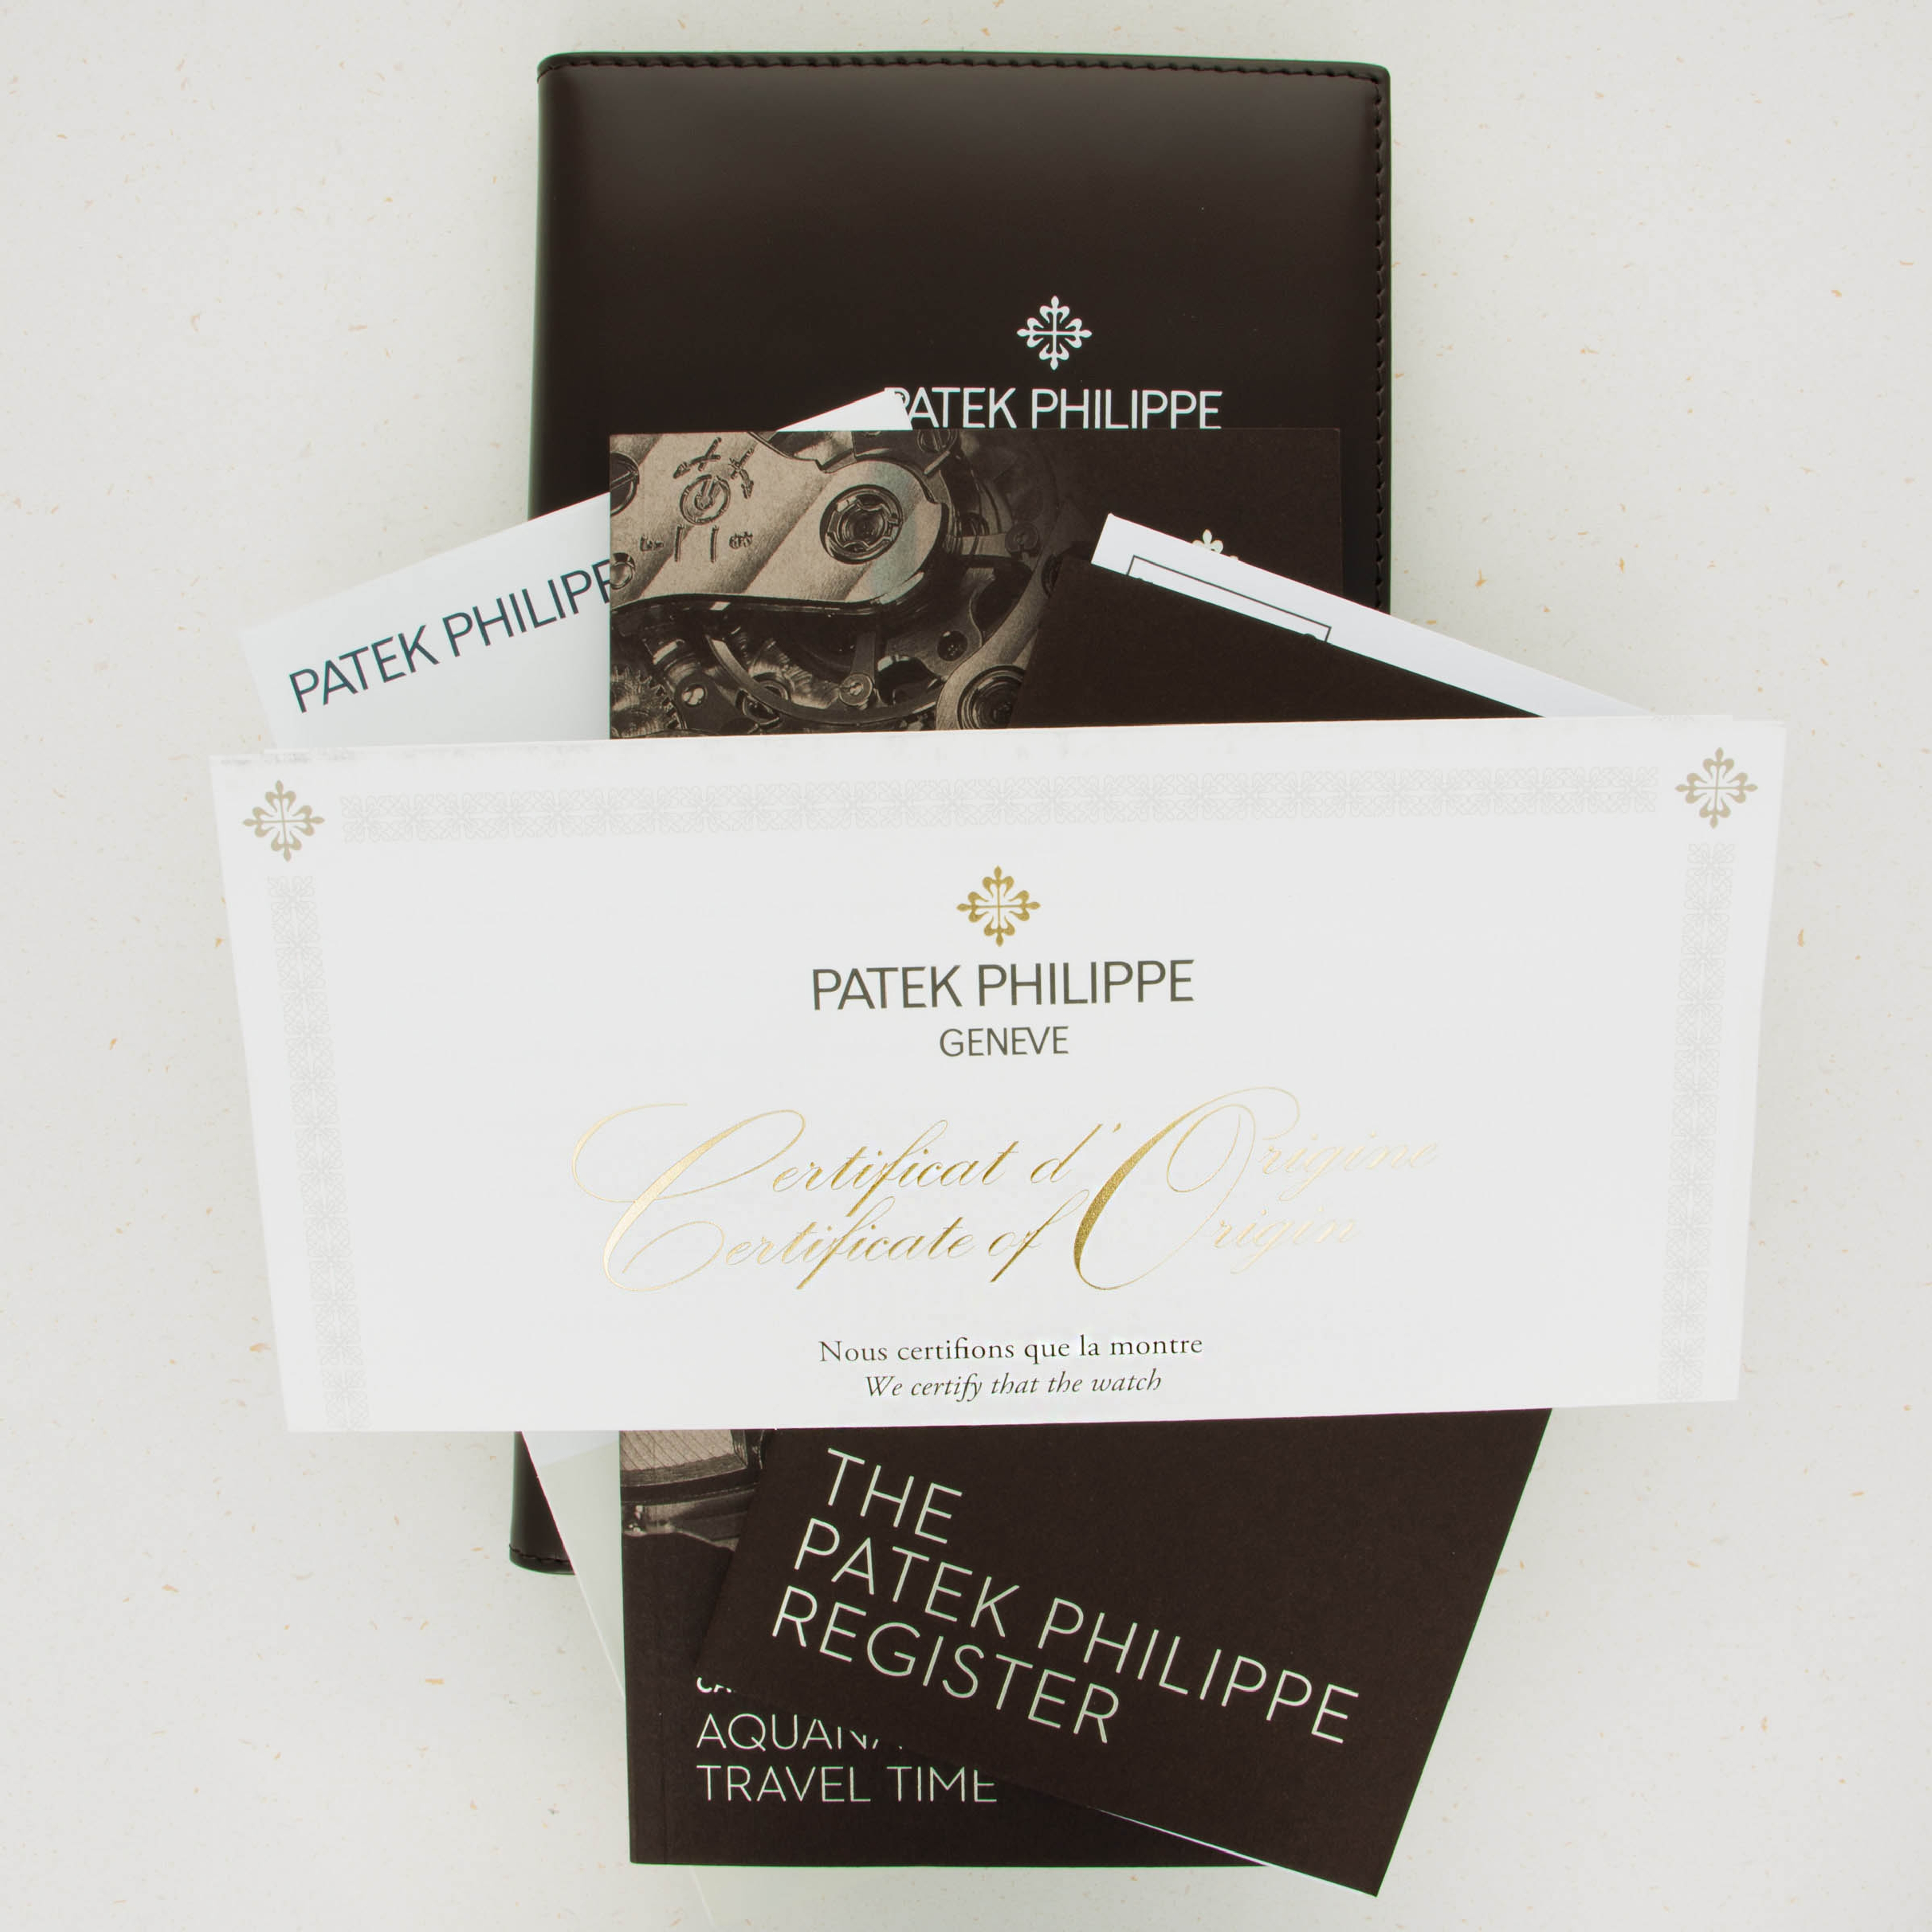 PATEK PHILIPPE
PATEK PHILIPP
PATEK PHILIPPE
GENEVE
Certificat d'Origine
Certificate of Origin
Nous certifions que la montre
We certify that the watch
THE
PATEK PHILIPPE
REGISTER
TRAVEL TIME